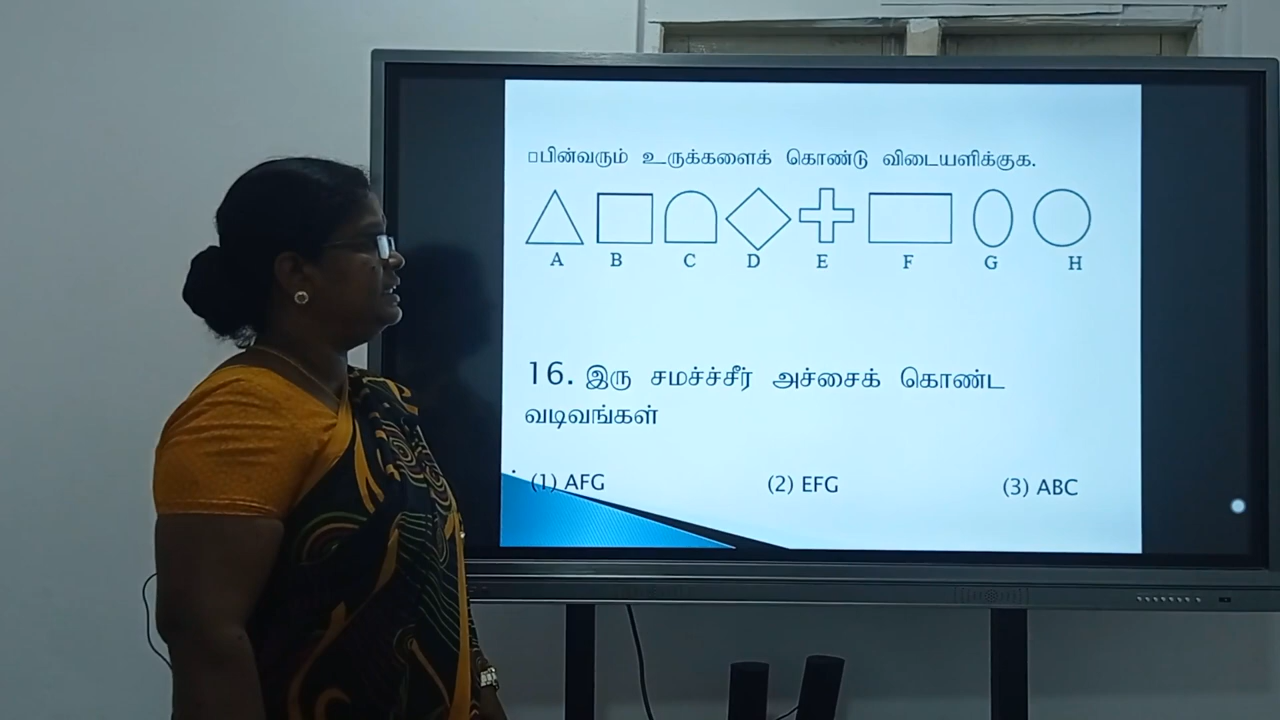 □பின்வரும் உருக்களைக் கொண்டு விடையளிக்குக.
A B C D E F G H
16. இரு சமச்ச்சீர் அச்சைக் கொண்ட
வடிவங்கள்
(1) AFG (2) EFG (3) ABC